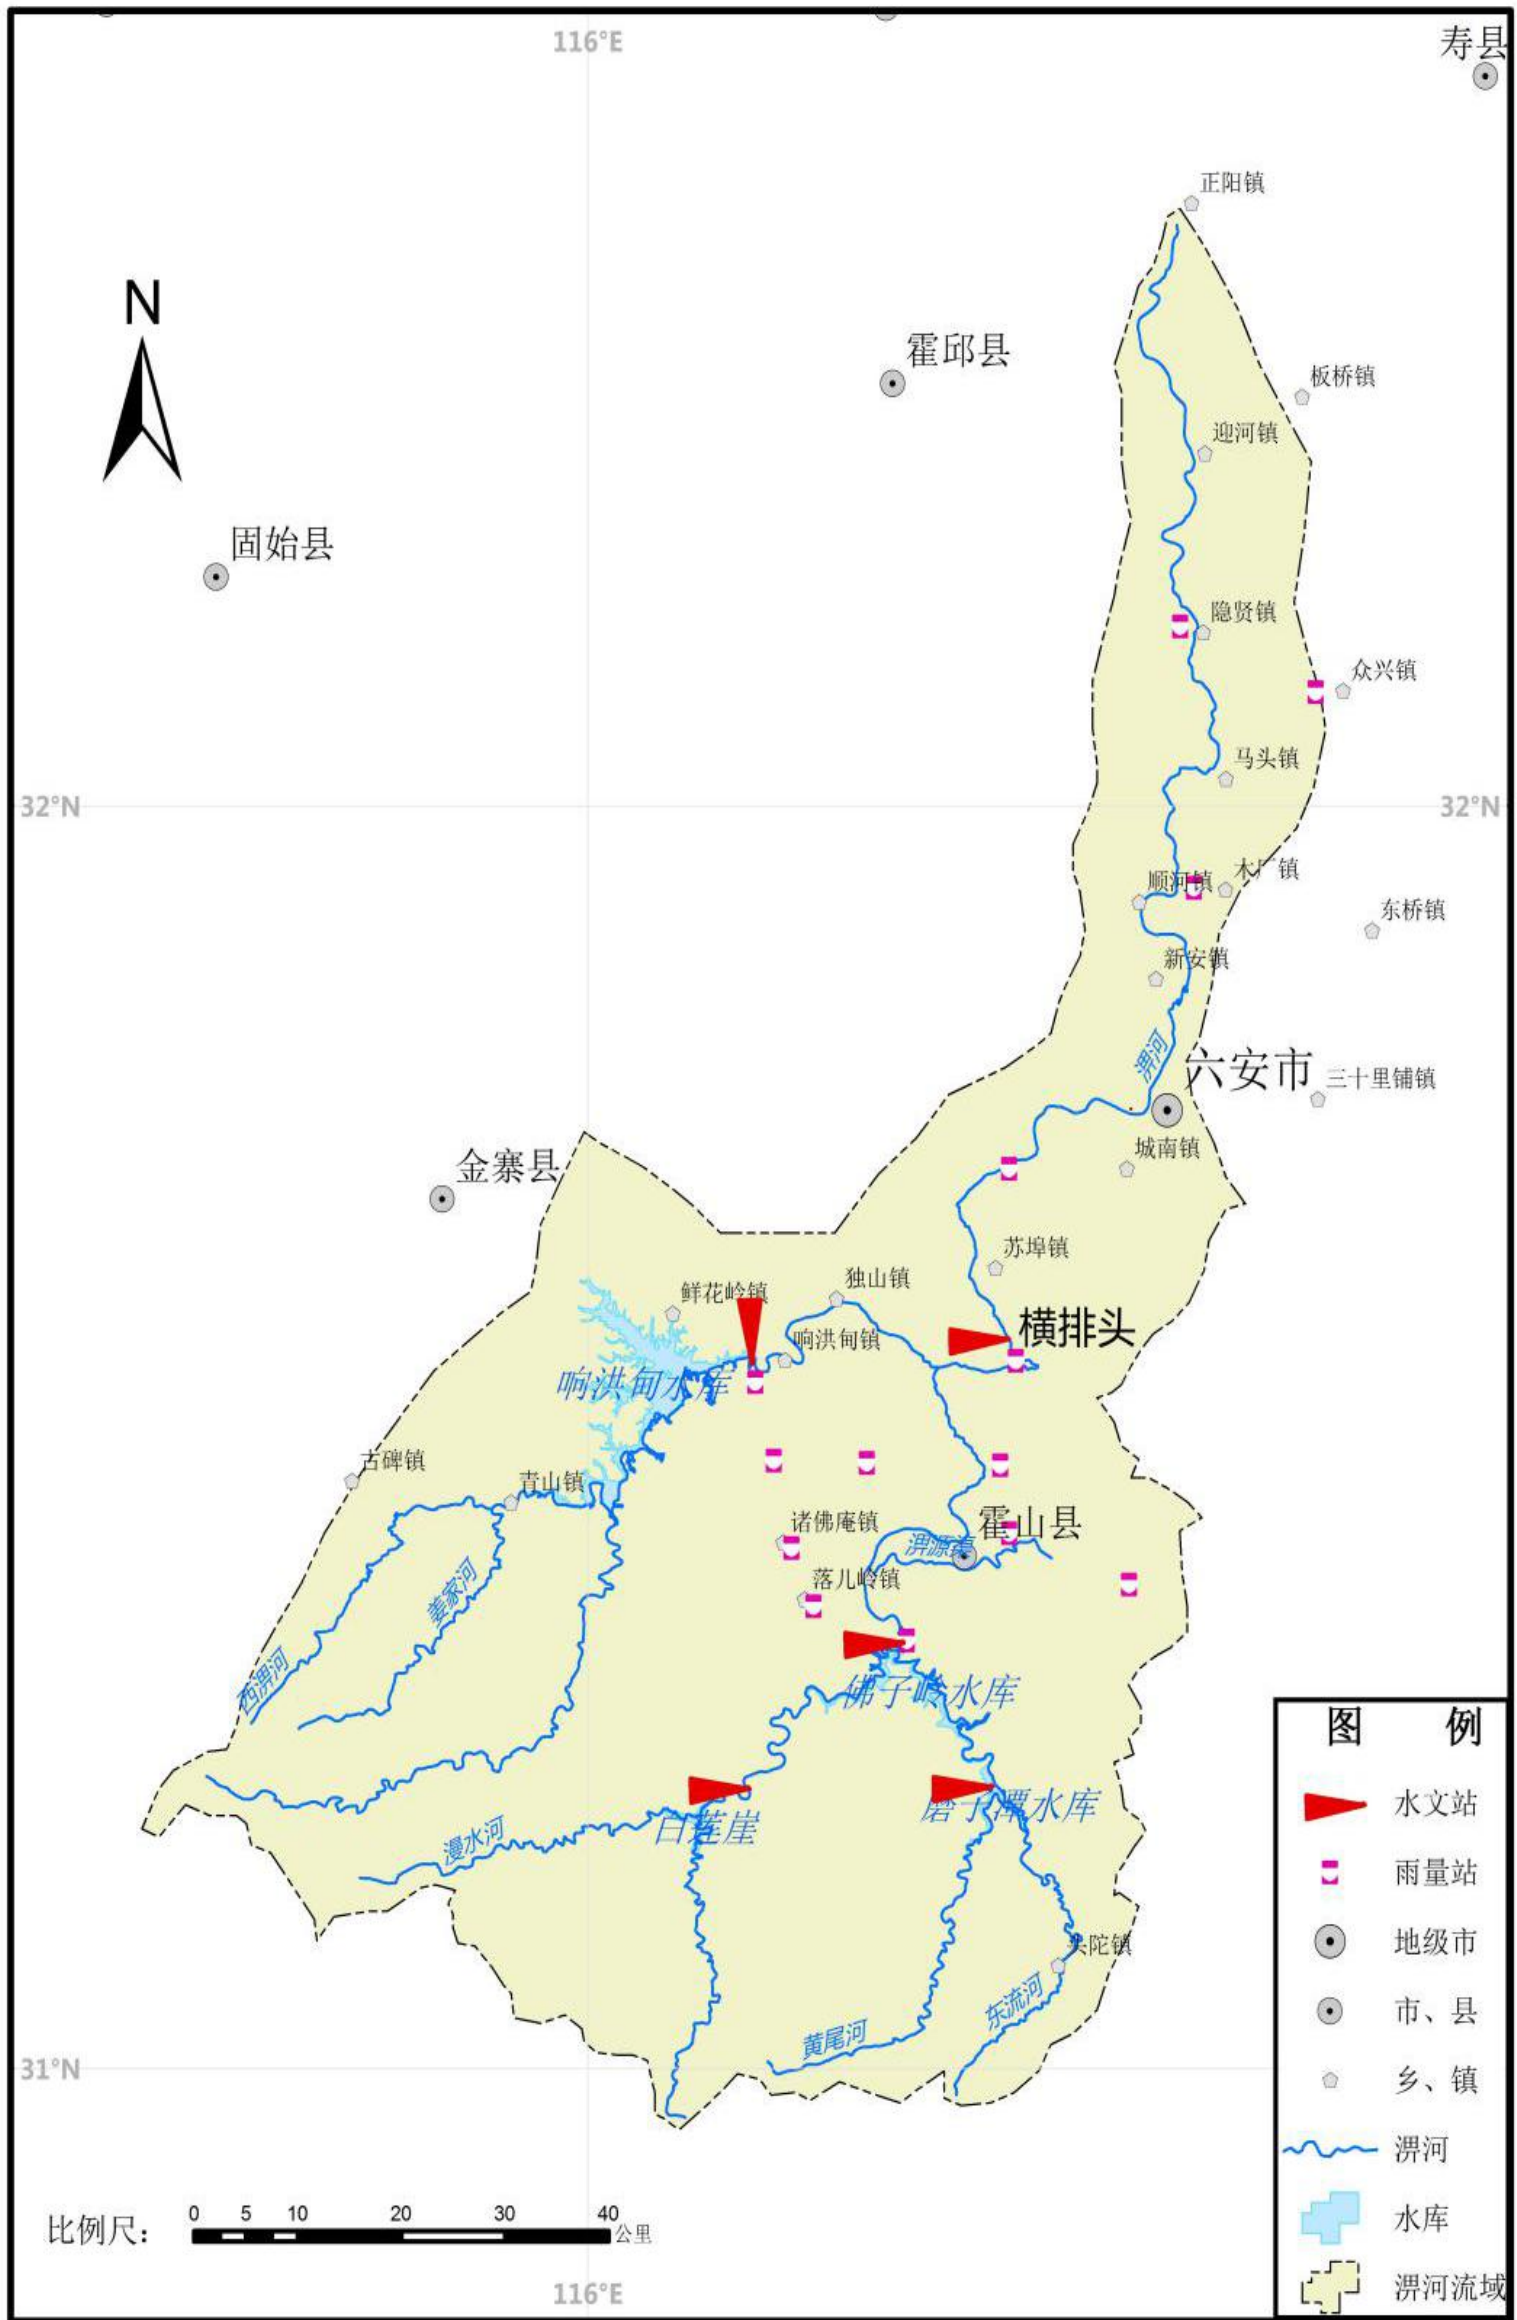 116°E
寿县
正阳镇
N
霍邱县
板桥镇
迎河镇
固始县
隐贤镇
众兴镇
马头镇
32°N
32°N
木厂镇
顺河镇
东桥镇
新安镇
淠河
六安市
三十里铺镇
城南镇
金寨县
苏埠镇
独山镇
鲜花岭镇
横排头
响洪甸镇
响洪甸水库
古碑镇
青山镇
诸佛庵镇
霍山县
淠源渠
落儿岭镇
姜家河
西淠河
佛子岭水库
磨子潭水库
白莲崖
漫水河
头陀镇
东流河
黄尾河
31°N
图 例
水文站
雨量站
地级市
市、县
乡、镇
淠河
水库
淠河流域
比例尺：
0 5 10 20 30 40
公里
116°E